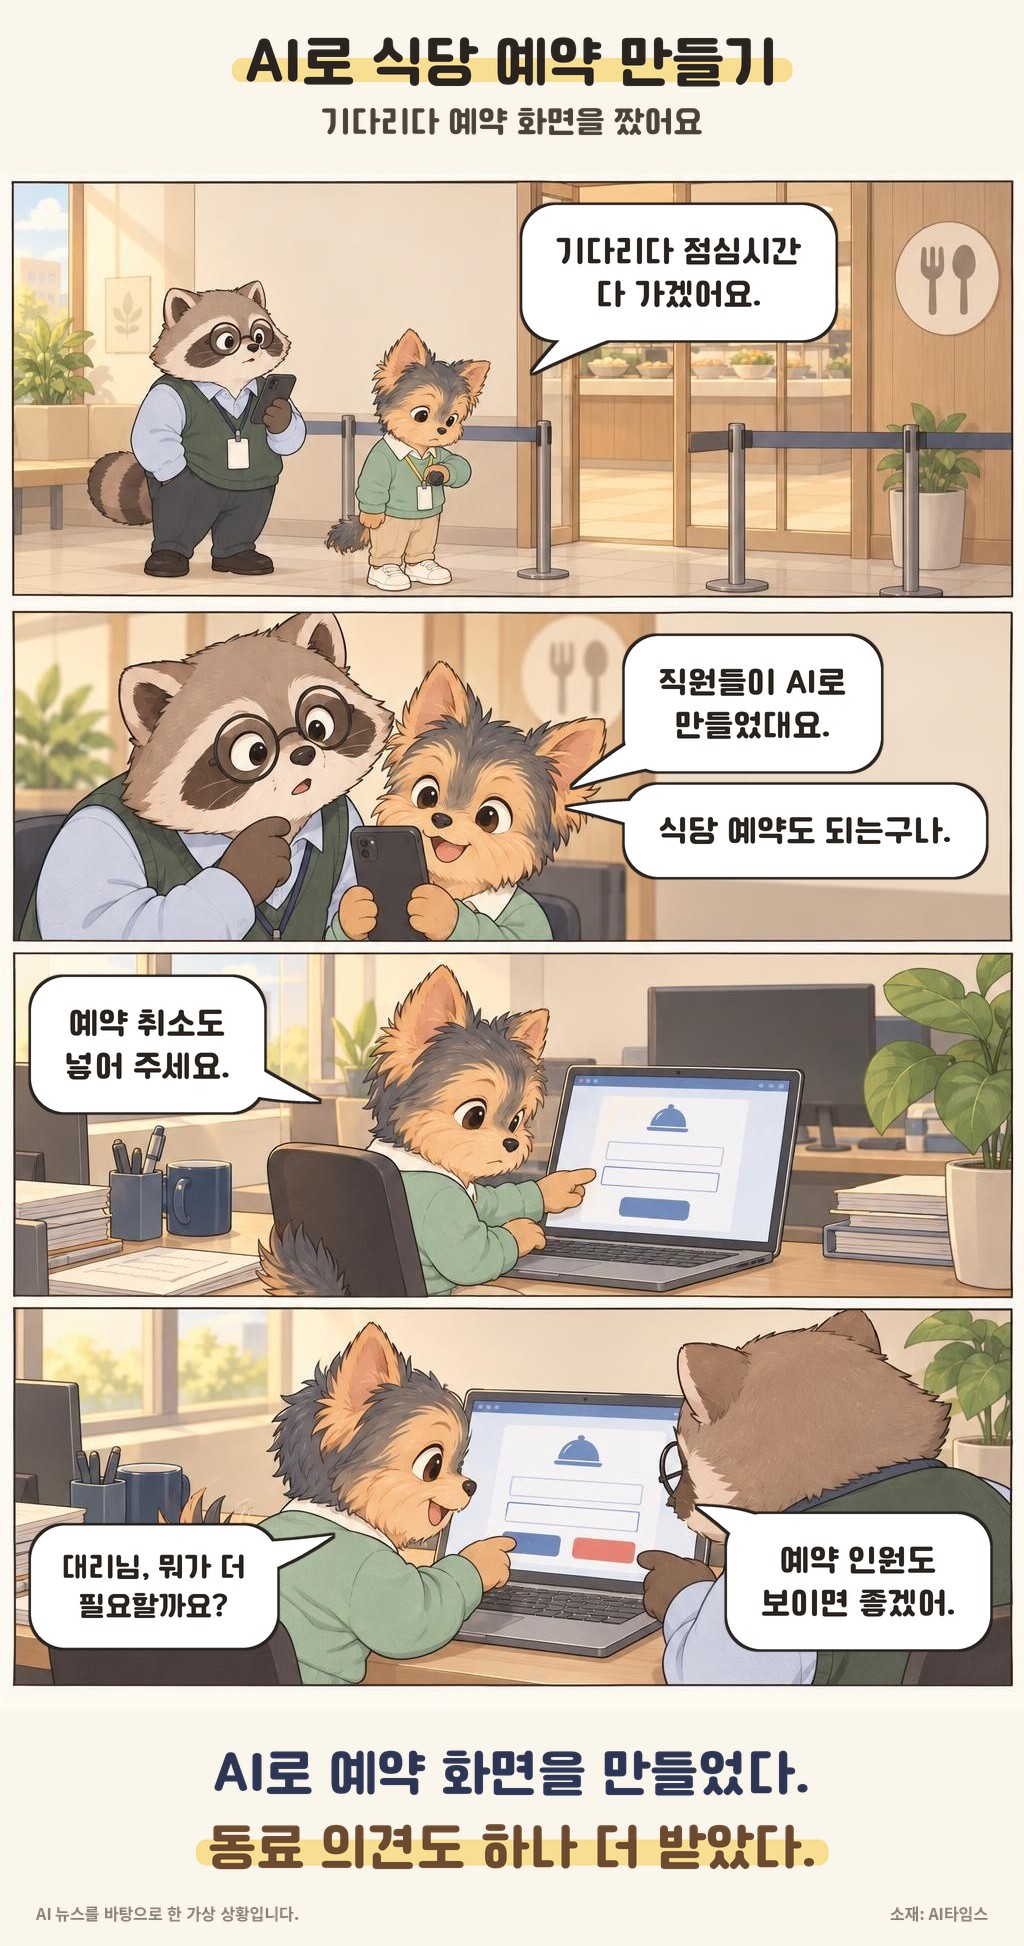 AI로 식당 예약 만들기
기다리다 예약 화면을 짰어요
기다리다 점심시간
다 가겠어요.
직원들이 AI로
만들었대요.
식당 예약도 되는구나.
예약 취소도
넣어 주세요.
대리님, 뭐가 더
필요할까요?
예약 인원도
보이면 좋겠어.
AI로 예약 화면을 만들었다.
동료 의견도 하나 더 받았다.
AI 뉴스를 바탕으로 한 가상 상황입니다.
소재: AI타임스